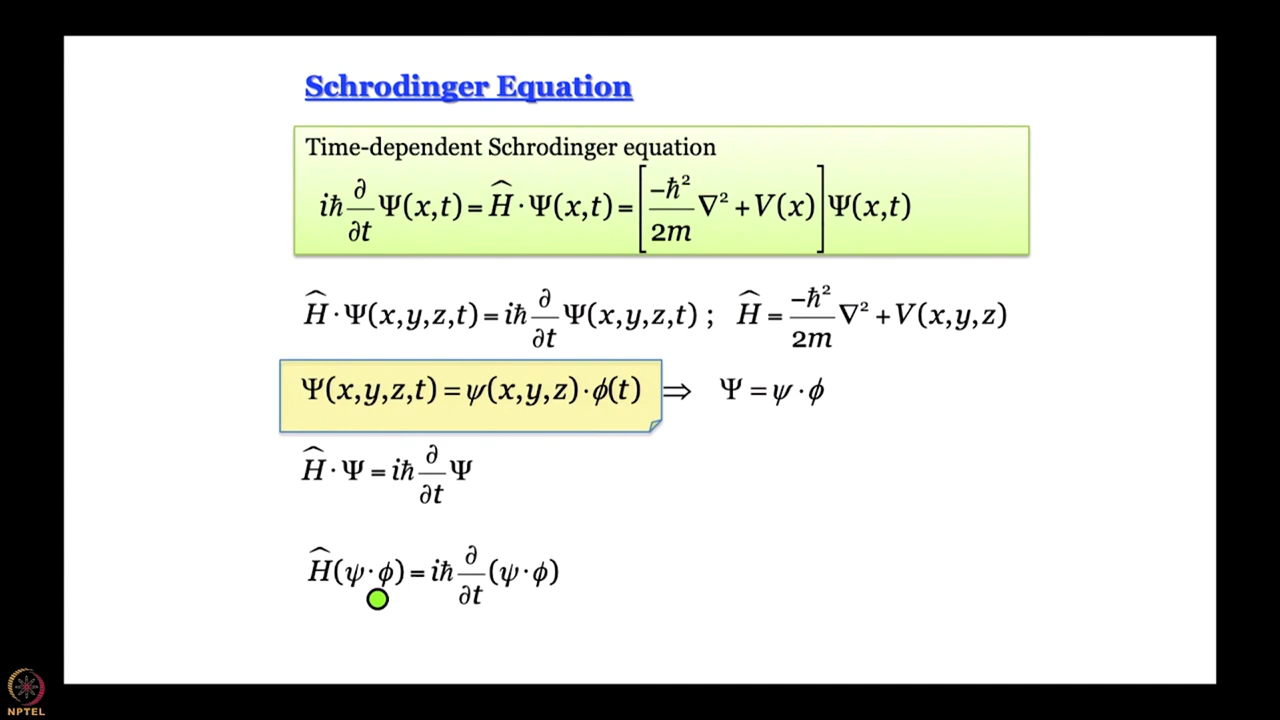 Schrodinger Equation
Time-dependent Schrodinger equation
iħ ∂/∂t Ψ(x,t) = Ĥ · Ψ(x,t) = [−ħ²/2m ∇² + V(x)] Ψ(x,t)
Ĥ · Ψ(x,y,z,t) = iħ ∂/∂t Ψ(x,y,z,t) ; Ĥ = −ħ²/2m ∇² + V(x,y,z)
Ψ(x,y,z,t) = ψ(x,y,z) · ϕ(t) ⇒ Ψ = ψ · ϕ
Ĥ · Ψ = iħ ∂/∂t Ψ
Ĥ(ψ · ϕ) = iħ ∂/∂t (ψ · ϕ)
NPTEL